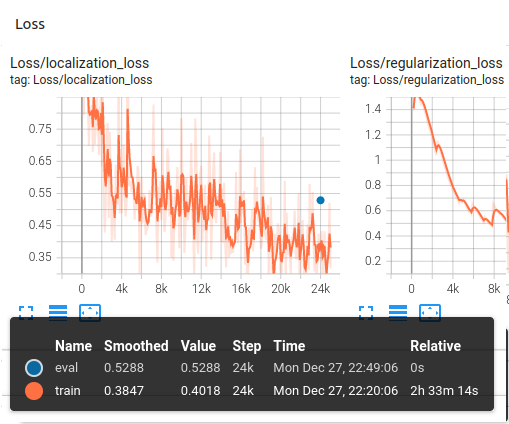 Loss
Loss/localization_loss
tag: Loss/localization_loss
0.75
0.65
0.55
0.45
0.35
0 4k 8k 12k 16k 20k 24k
Loss/regularization_loss
tag: Loss/regularization_loss
1.4
1.2
1
0.8
0.6
0.4
0.2
0 4k 8k
Name Smoothed Value Step Time Relative
eval 0.5288 0.5288 24k Mon Dec 27, 22:49:06 0s
train 0.3847 0.4018 24k Mon Dec 27, 22:20:06 2h 33m 14s